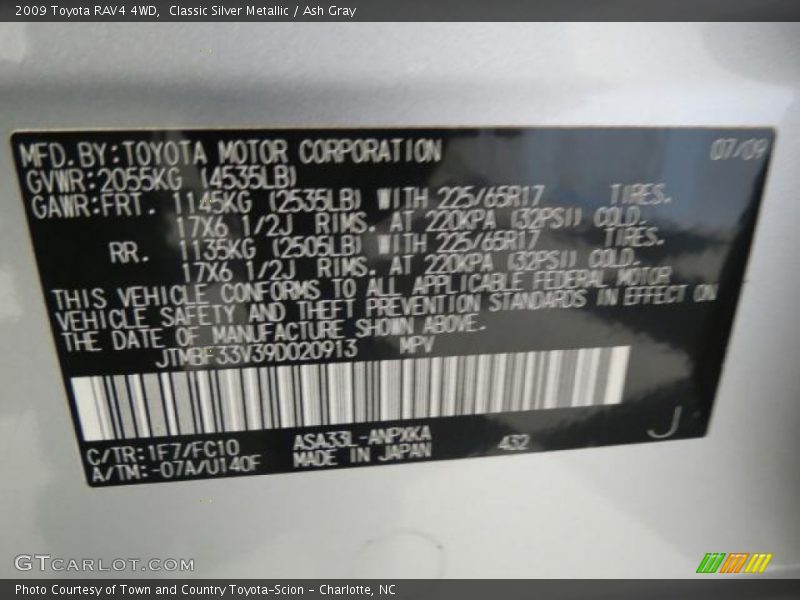 2009 Toyota RAV4 4WD,  Classic Silver Metallic / Ash Gray
MFD.BY:TOYOTA MOTOR CORPORATION 07/09
GVWR:2055KG (4535LB)
GAWR:FRT. 1145KG (2535LB) WITH 225/65R17 TIRES.
17X6 1/2J RIMS. AT 220KPA (32PSI) COLD.
RR. 1135KG (2505LB) WITH 225/65R17 TIRES.
17X6 1/2J RIMS. AT 220KPA (32PSI) COLD.
THIS VEHICLE CONFORMS TO ALL APPLICABLE FEDERAL MOTOR
VEHICLE SAFETY AND THEFT PREVENTION STANDARDS IN EFFECT ON
THE DATE OF MANUFACTURE SHOWN ABOVE.
JTMBF33V39D020913 MPV
C/TR:1F7/FC10 ASA33L-ANPXKA 432 J
A/TM:-07A/U140F MADE IN JAPAN
GTCARLOT.COM
Photo Courtesy of Town and Country Toyota-Scion - Charlotte, NC